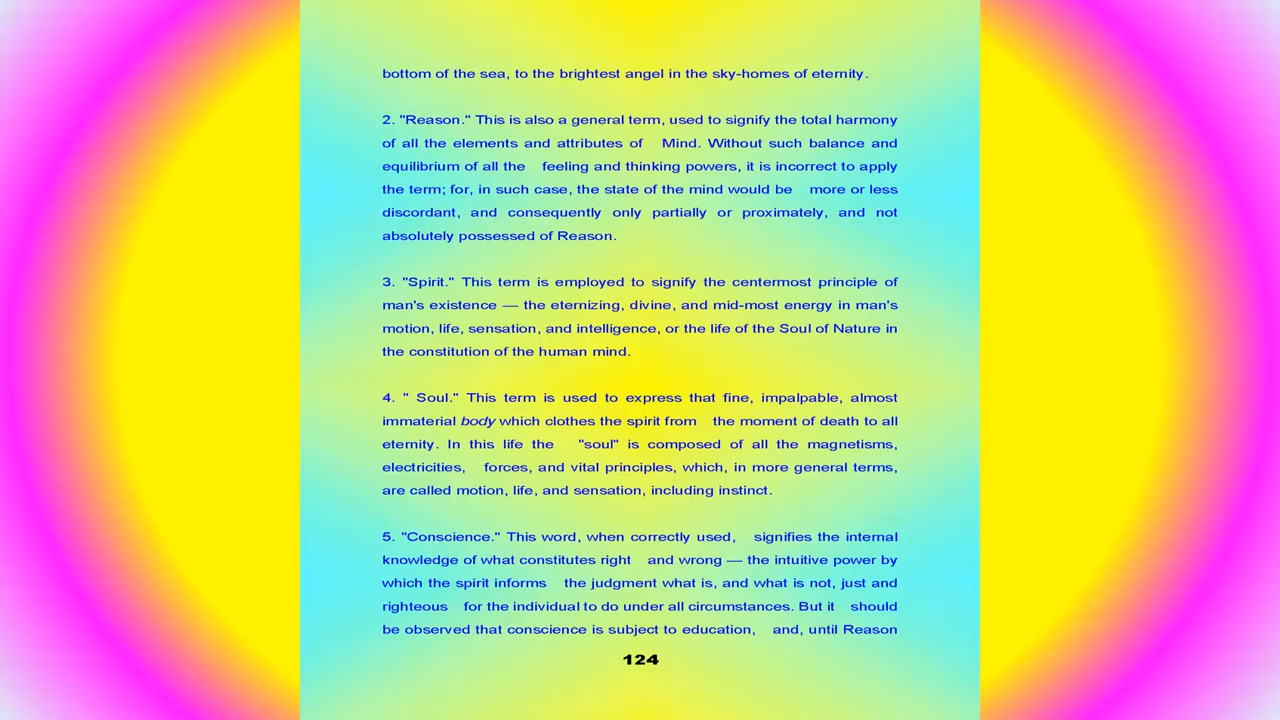 bottom of the sea, to the brightest angel in the sky-homes of eternity.
2. "Reason." This is also a general term, used to signify the total harmony
of all the elements and attributes of Mind. Without such balance and
equilibrium of all the feeling and thinking powers, it is incorrect to apply
the term; for, in such case, the state of the mind would be more or less
discordant, and consequently only partially or proximately, and not
absolutely possessed of Reason.
3. "Spirit." This term is employed to signify the centermost principle of
man's existence — the eternizing, divine, and mid-most energy in man's
motion, life, sensation, and intelligence, or the life of the Soul of Nature in
the constitution of the human mind.
4. " Soul." This term is used to express that fine, impalpable, almost
immaterial body which clothes the spirit from the moment of death to all
eternity. In this life the "soul" is composed of all the magnetisms,
electricities, forces, and vital principles, which, in more general terms,
are called motion, life, and sensation, including instinct.
5. "Conscience." This word, when correctly used, signifies the internal
knowledge of what constitutes right and wrong — the intuitive power by
which the spirit informs the judgment what is, and what is not, just and
righteous for the individual to do under all circumstances. But it should
be observed that conscience is subject to education, and, until Reason
124